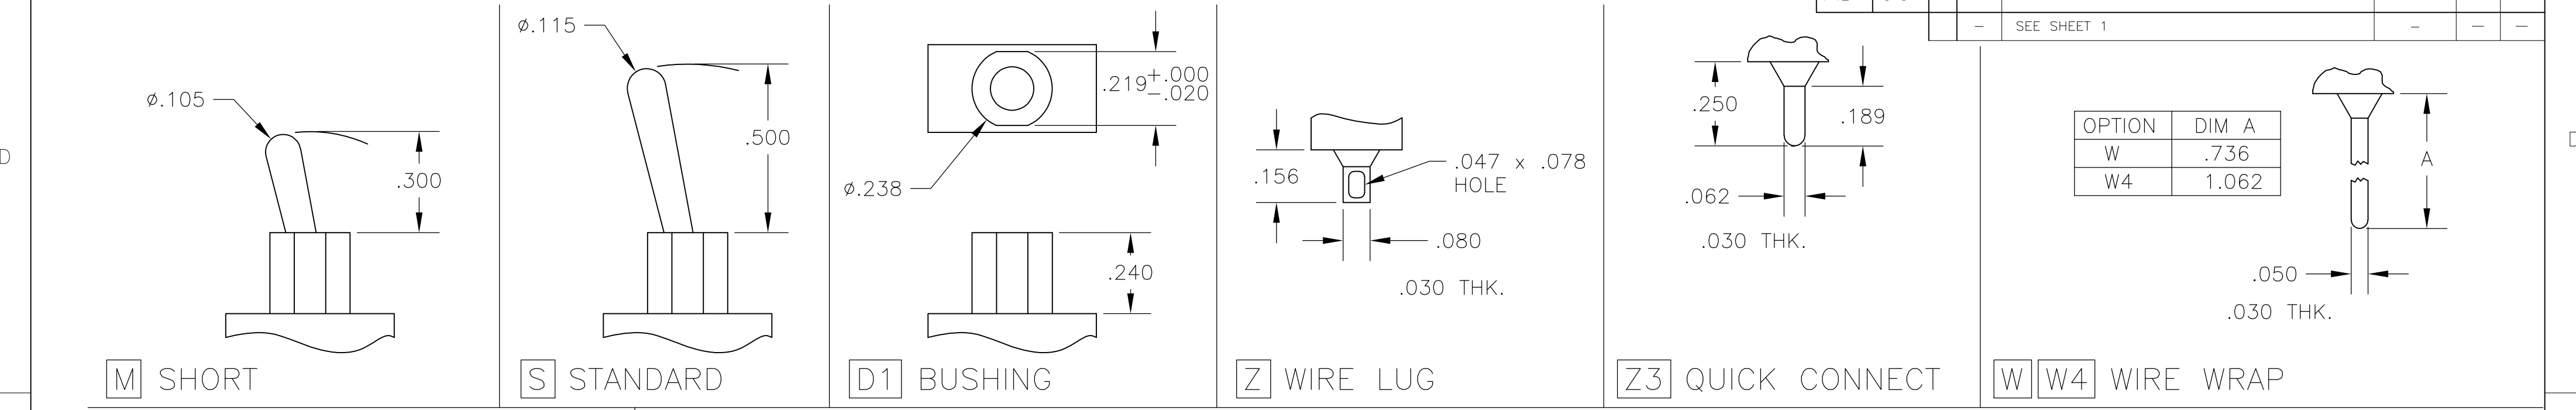 - SEE SHEET 1 - - -
D
ø.105
.300
M SHORT
ø.115
.500
S STANDARD
.219 +.000 -.020
ø.238
.240
D1 BUSHING
.156
.047 x .078
HOLE
.080
.030 THK.
Z WIRE LUG
.250
.189
.062
.030 THK.
Z3 QUICK CONNECT
OPTION DIM A
W .736
W4 1.062
A
.050
.030 THK.
W W4 WIRE WRAP